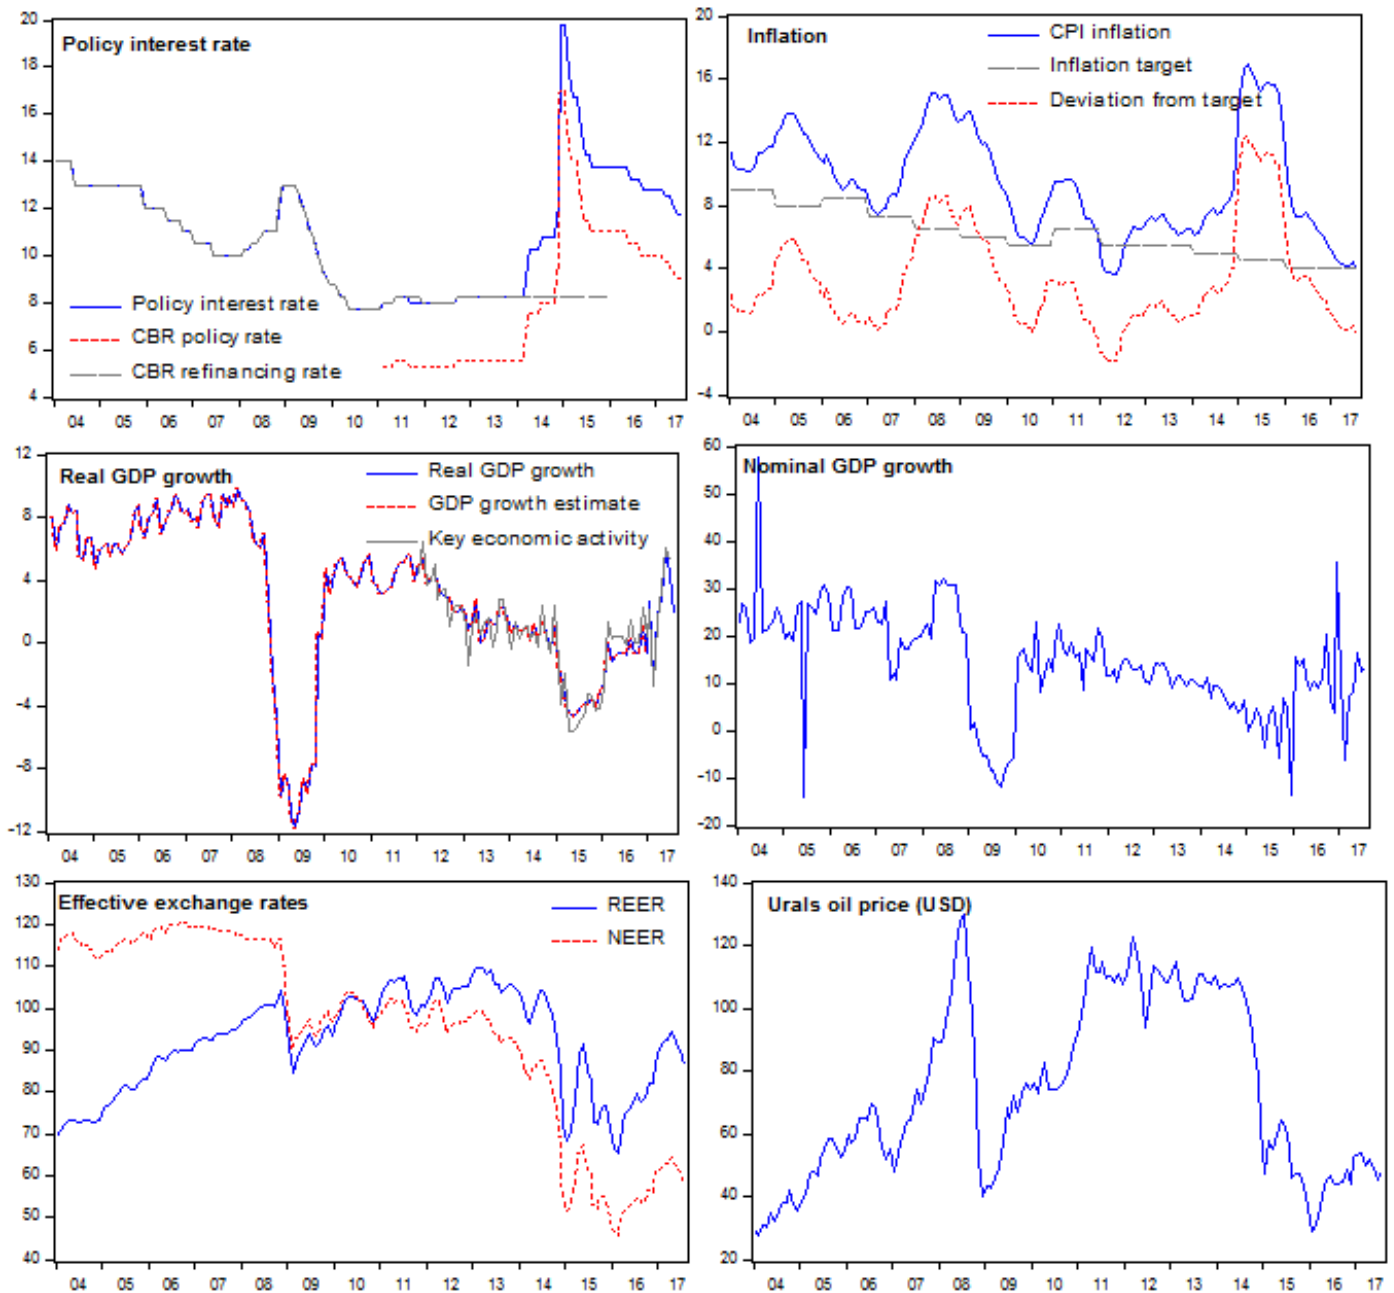 Policy interest rate
20
18
16
14
12
10
8
6
4
Policy interest rate
CBR policy rate
CBR refinancing rate
04 05 06 07 08 09 10 11 12 13 14 15 16 17
Inflation
20
16
12
8
4
0
-4
CPI inflation
Inflation target
Deviation from target
04 05 06 07 08 09 10 11 12 13 14 15 16 17
Real GDP growth
12
8
4
0
-4
-8
-12
Real GDP growth
GDP growth estimate
Key economic activity
04 05 06 07 08 09 10 11 12 13 14 15 16 17
Nominal GDP growth
60
50
40
30
20
10
0
-10
-20
04 05 06 07 08 09 10 11 12 13 14 15 16 17
Effective exchange rates
130
120
110
100
90
80
70
60
50
40
REER
NEER
04 05 06 07 08 09 10 11 12 13 14 15 16 17
Urals oil price (USD)
140
120
100
80
60
40
20
04 05 06 07 08 09 10 11 12 13 14 15 16 17